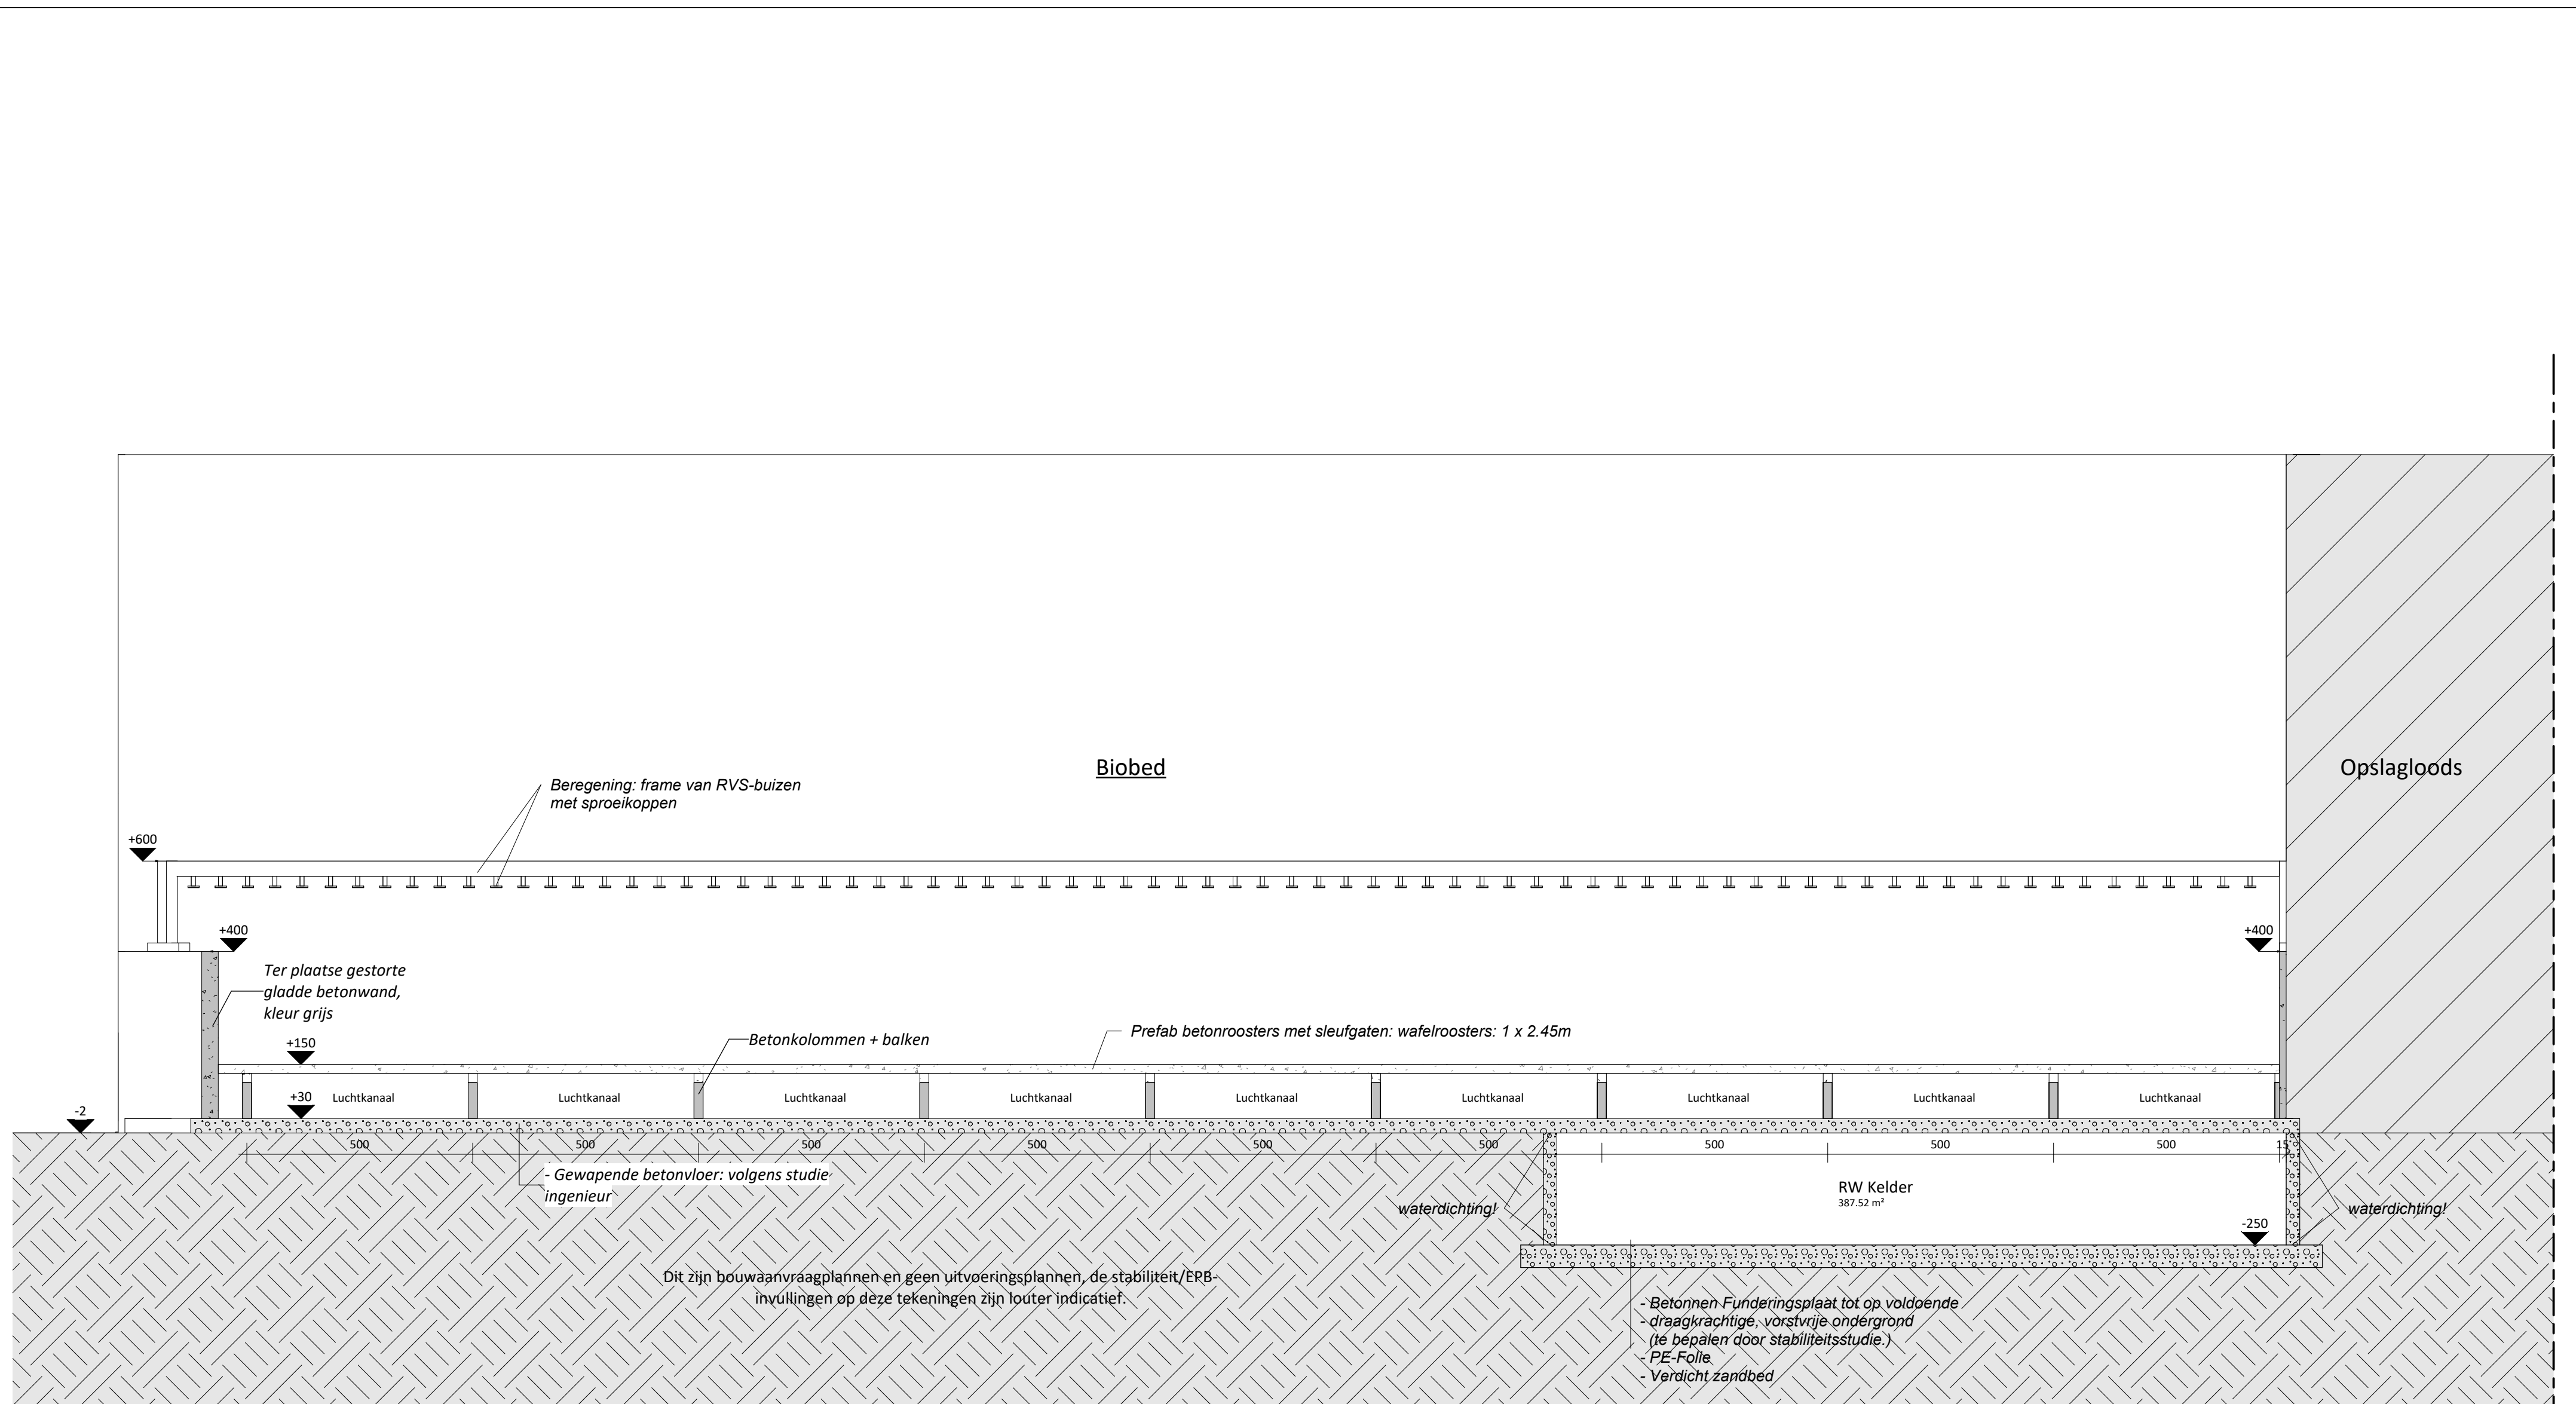 Biobed
Opslagloods
Beregening: frame van RVS-buizen
met sproeikoppen
+600
+400
+400
Ter plaatse gestorte
gladde betonwand,
kleur grijs
Betonkolommen + balken
Prefab betonroosters met sleufgaten: wafelroosters: 1 x 2.45m
+150
+30
Luchtkanaal
Luchtkanaal
Luchtkanaal
Luchtkanaal
Luchtkanaal
Luchtkanaal
Luchtkanaal
Luchtkanaal
Luchtkanaal
-2
500
500
500
500
500
500
500
500
500
15
- Gewapende betonvloer: volgens studie
ingenieur
RW Kelder
387.52 m²
waterdichting!
waterdichting!
-250
Dit zijn bouwaanvraagplannen en geen uitvoeringsplannen, de stabiliteit/EPB-
invullingen op deze tekeningen zijn louter indicatief.
- Betonnen Funderingsplaat tot op voldoende
- draagkrachtige, vorstvrije ondergrond
(te bepalen door stabiliteitsstudie.)
- PE-Folie
- Verdicht zandbed